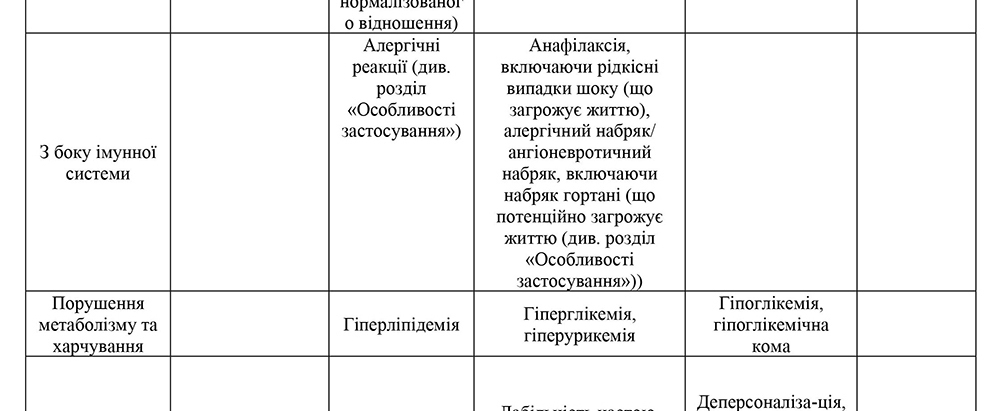 нормалізованог
о відношення)
З боку імунної
системи
Алергічні
реакції (див.
розділ
«Особливості
застосування»)
Анафілаксія,
включаючи рідкісні
випадки шоку (що
загрожує життю),
алергічний набряк/
ангіоневротичний
набряк, включаючи
набряк гортані (що
потенційно загрожує
життю (див. розділ
«Особливості
застосування»))
Порушення
метаболізму та
харчування
Гіперліпідемія
Гіперглікемія,
гіперурикемія
Гіпоглікемія,
гіпоглікемічна
кома
Деперсоналіза-ція,